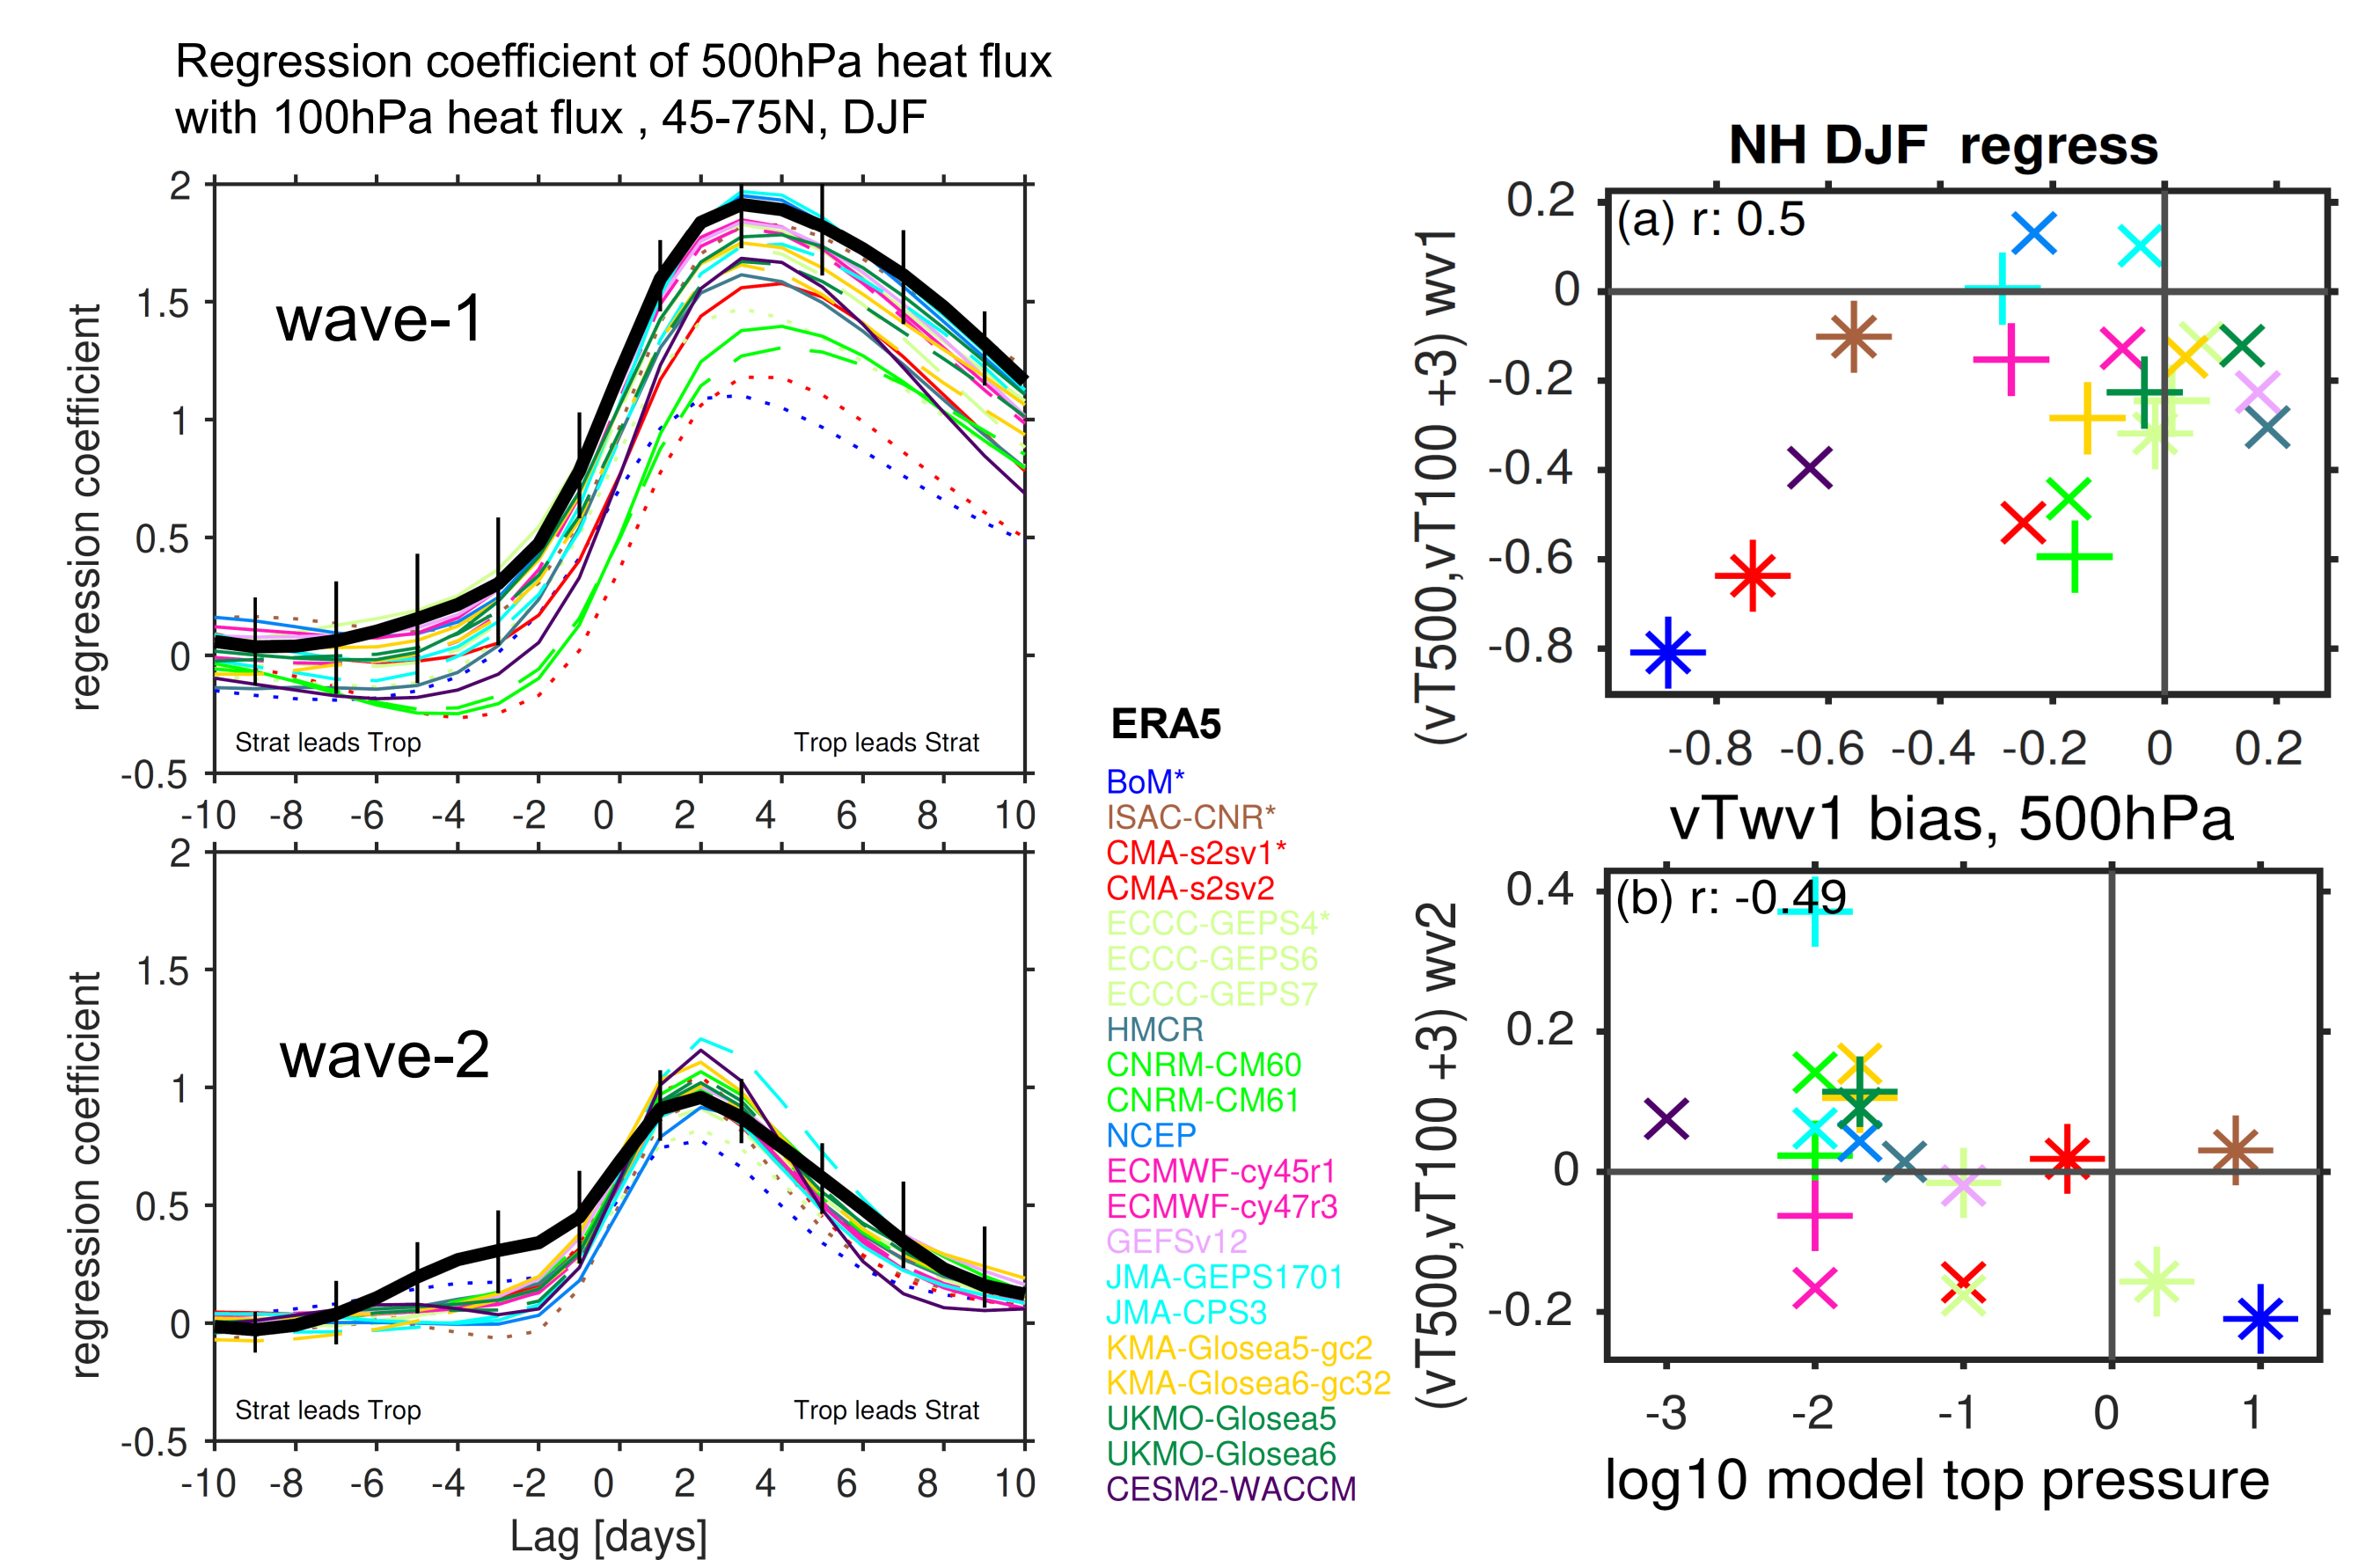 Regression coefficient of 500hPa heat flux
with 100hPa heat flux , 45-75N, DJF
2
1.5
1
0.5
0
-0.5
regression coefficient
wave-1
Strat leads Trop
Trop leads Strat
-10 -8 -6 -4 -2 0 2 4 6 8 10
2
1.5
1
0.5
0
-0.5
regression coefficient
wave-2
Strat leads Trop
Trop leads Strat
-10 -8 -6 -4 -2 0 2 4 6 8 10
Lag [days]
ERA5
BoM*
ISAC-CNR*
CMA-s2sv1*
CMA-s2sv2
ECCC-GEPS4*
ECCC-GEPS6
ECCC-GEPS7
HMCR
CNRM-CM60
CNRM-CM61
NCEP
ECMWF-cy45r1
ECMWF-cy47r3
GEFSv12
JMA-GEPS1701
JMA-CPS3
KMA-Glosea5-gc2
KMA-Glosea6-gc32
UKMO-Glosea5
UKMO-Glosea6
CESM2-WACCM
NH DJF regress
(a) r: 0.5
0.2
0
-0.2
-0.4
-0.6
-0.8
(vT500,vT100 +3) wv1
-0.8 -0.6 -0.4 -0.2 0 0.2
vTwv1 bias, 500hPa
(b) r: -0.49
0.4
0.2
0
-0.2
(vT500,vT100 +3) wv2
-3 -2 -1 0 1
log10 model top pressure